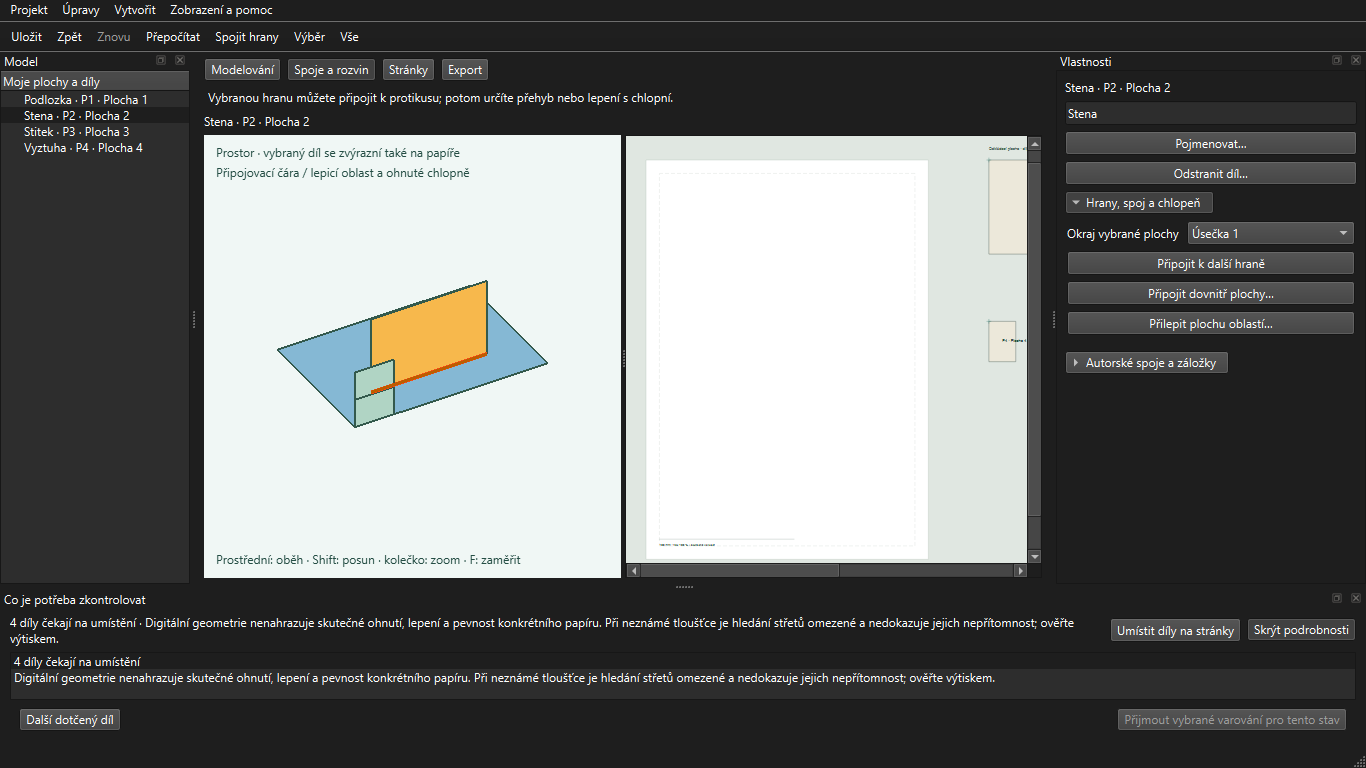 Projekt Úpravy Vytvořit Zobrazení a pomoc
Uložit Zpět Znovu Přepočítat Spojit hrany Výběr Vše
Model
Moje plochy a díly
Podlozka · P1 · Plocha 1
Stena · P2 · Plocha 2
Stitek · P3 · Plocha 3
Vyztuha · P4 · Plocha 4
Modelování Spoje a rozvin Stránky Export
Vybranou hranu můžete připojit k protikusu; potom určíte přehyb nebo lepení s chlopní.
Stena · P2 · Plocha 2
Prostor · vybraný díl se zvýrazní také na papíře
Připojovací čára / lepicí oblast a ohnuté chlopně
Prostřední: oběh · Shift: posun · kolečko: zoom · F: zaměřit
P4 · Plocha
Vlastnosti
Stena · P2 · Plocha 2
Stena
Pojmenovat...
Odstranit díl...
Hrany, spoj a chlopeň
Okraj vybrané plochy Úsečka 1
Připojit k další hraně
Připojit dovnitř plochy...
Přilepit plochu oblastí...
Autorské spoje a záložky
Co je potřeba zkontrolovat
4 díly čekají na umístění · Digitální geometrie nenahrazuje skutečné ohnutí, lepení a pevnost konkrétního papíru. Při neznámé tloušťce je hledání střetů omezené a nedokazuje jejich nepřítomnost; ověřte
výtiskem.
Umístit díly na stránky Skrýt podrobnosti
4 díly čekají na umístění
Digitální geometrie nenahrazuje skutečné ohnutí, lepení a pevnost konkrétního papíru. Při neznámé tloušťce je hledání střetů omezené a nedokazuje jejich nepřítomnost; ověřte výtiskem.
Další dotčený díl Přijmout vybrané varování pro tento stav